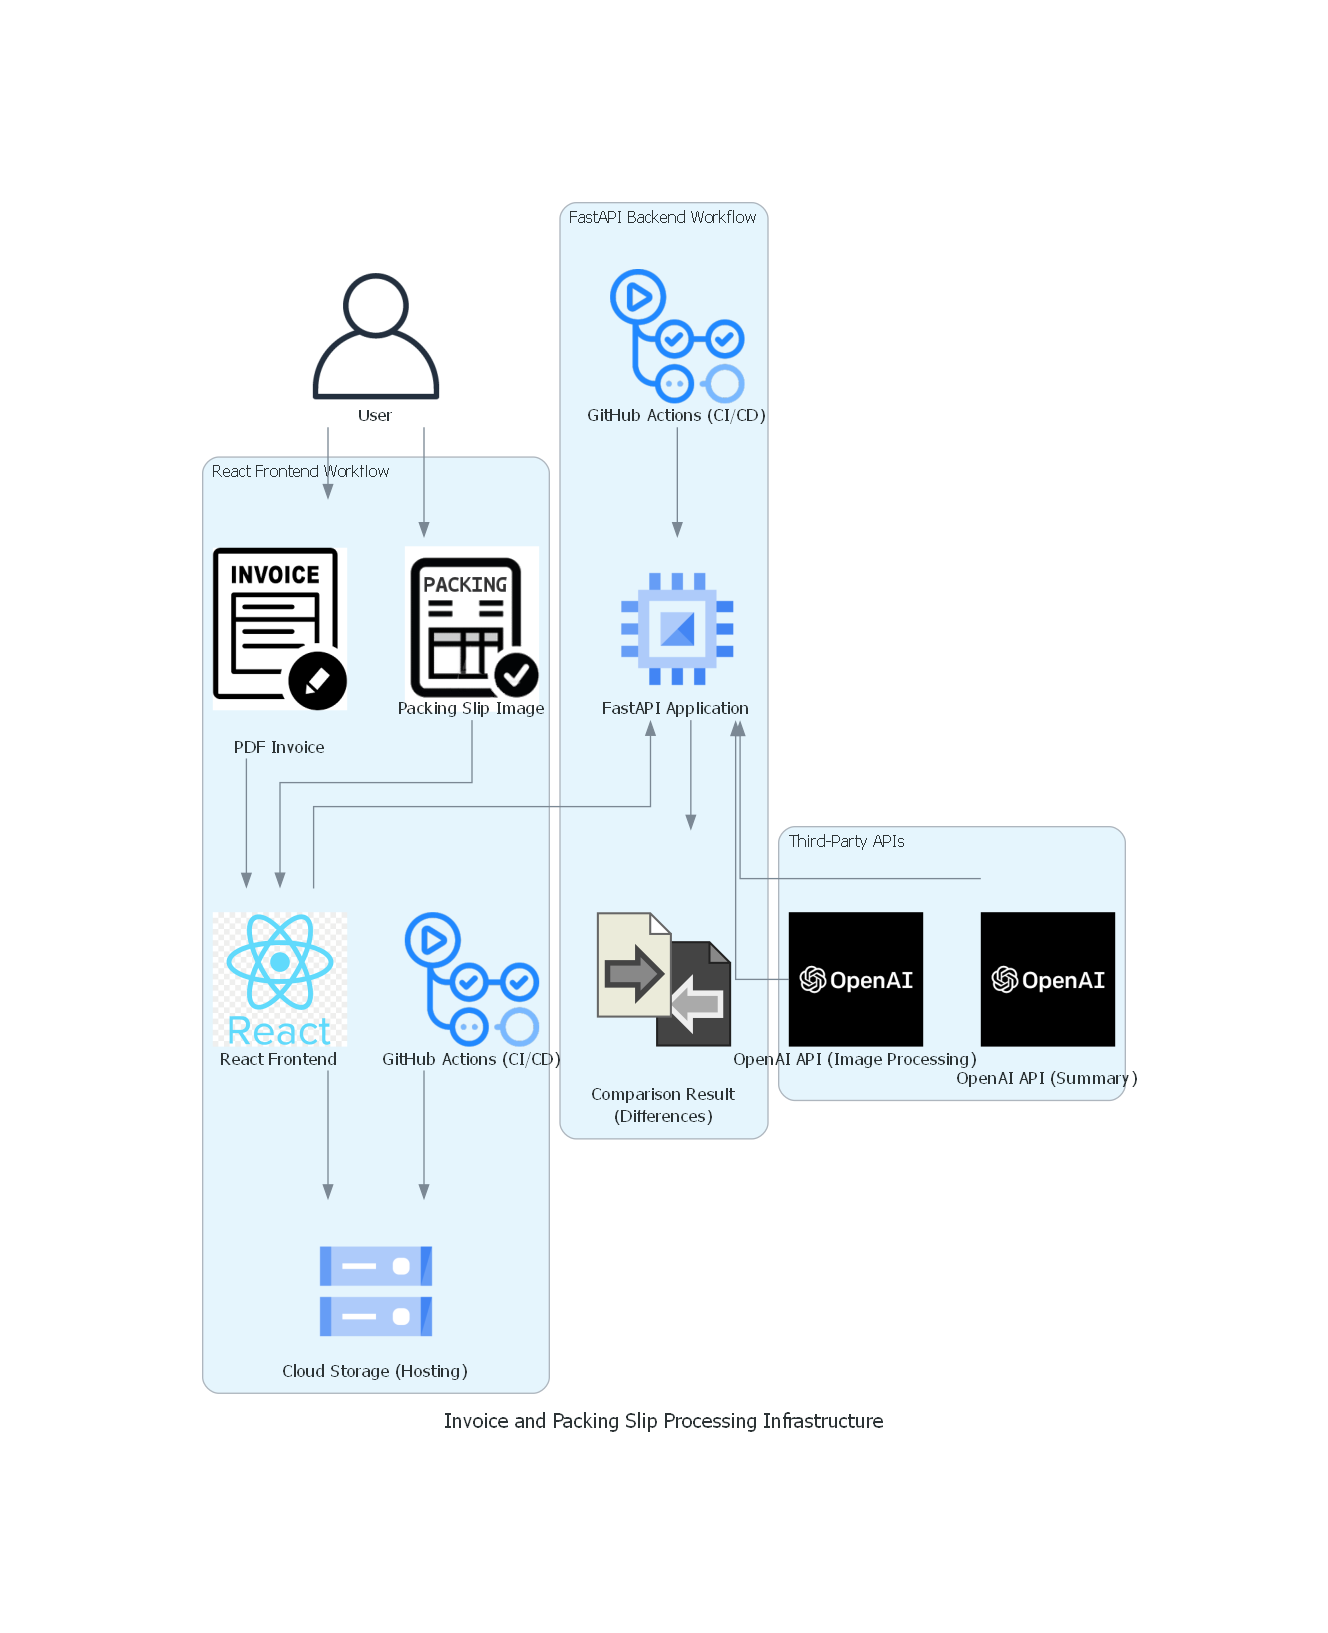 FastAPI Backend Workflow
User
GitHub Actions (CI/CD)
React Frontend Workflow
INVOICE
PACKING
Packing Slip Image
FastAPI Application
PDF Invoice
Third-Party APIs
React
OpenAI
OpenAI
React Frontend
GitHub Actions (CI/CD)
OpenAI API (Image Processing)
OpenAI API (Summary)
Comparison Result
(Differences)
Cloud Storage (Hosting)
Invoice and Packing Slip Processing Infrastructure